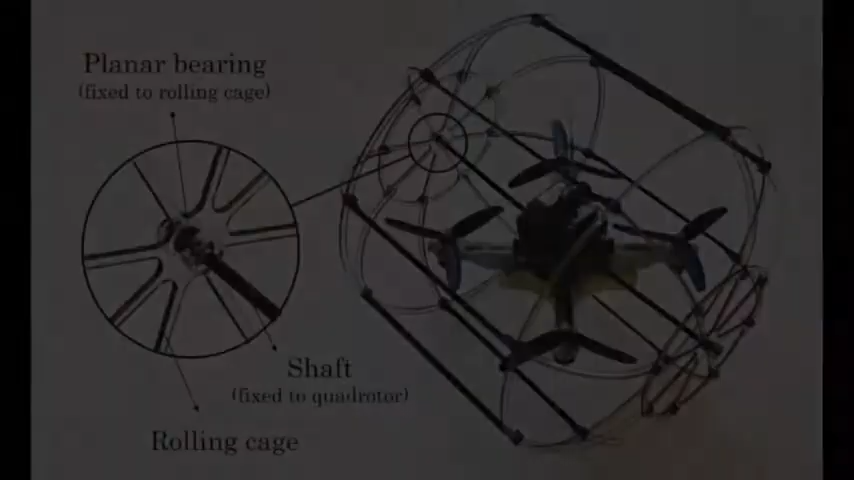 Planar bearing
(fixed to rolling cage)
Shaft
(fixed to quadrotor)
Rolling cage